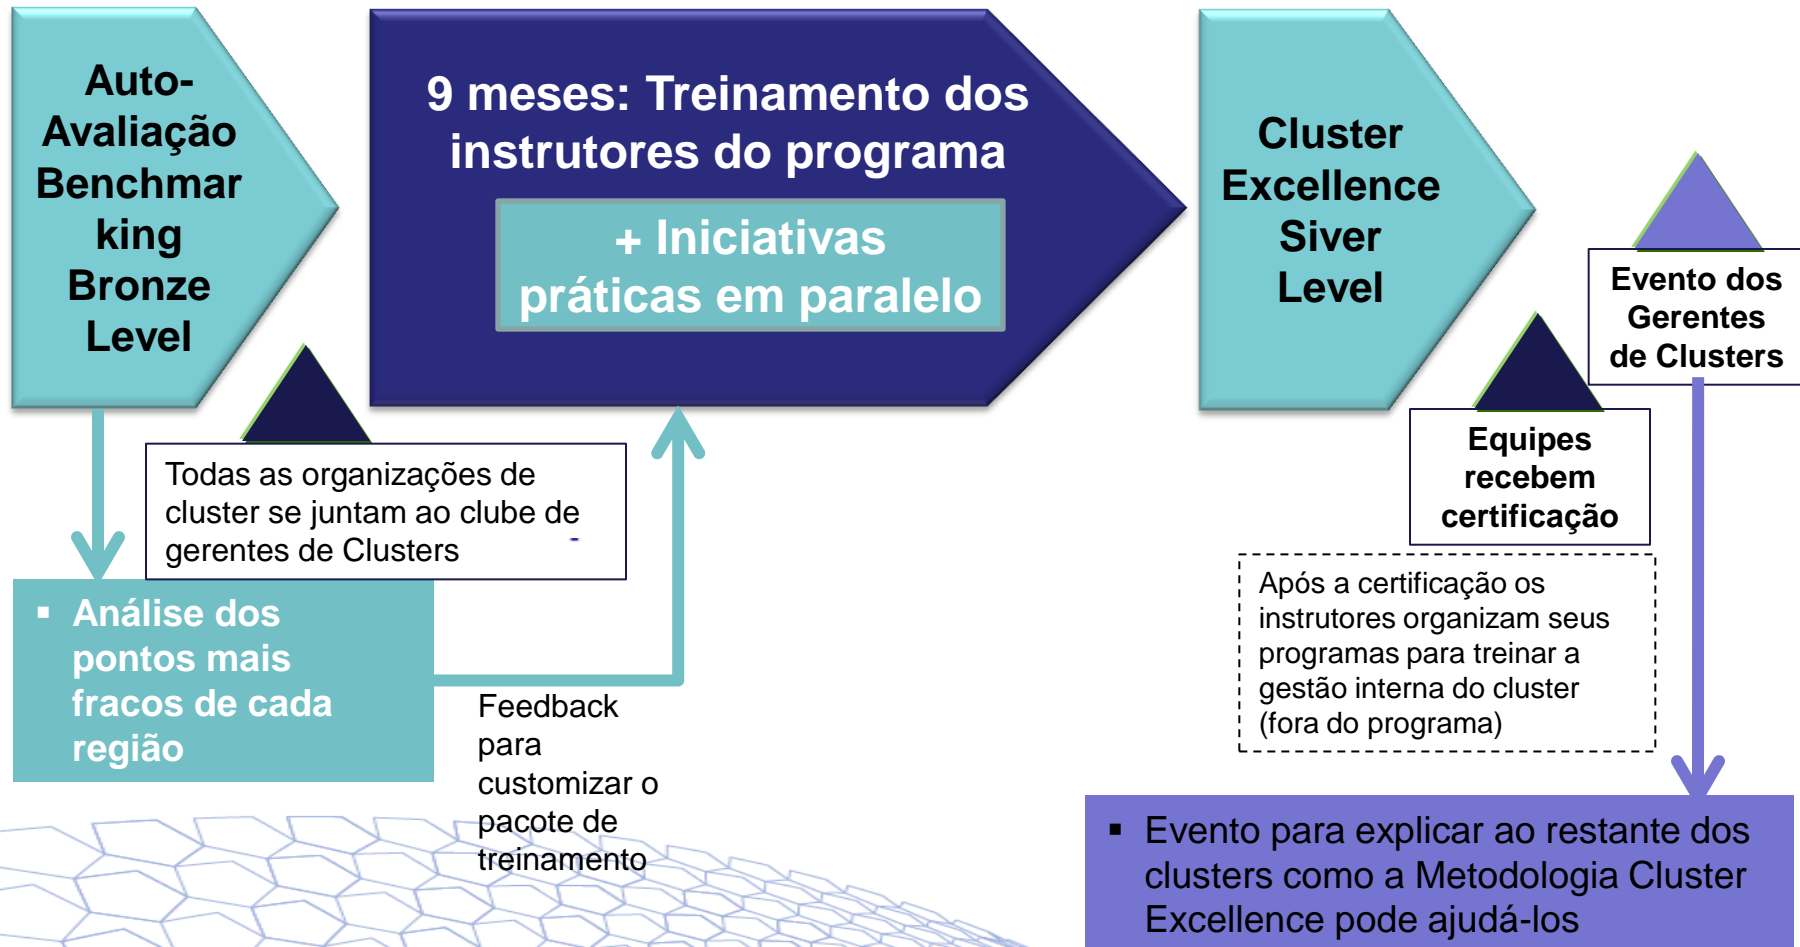 Auto-
Avaliação
Benchmar
king
Bronze
Level
9 meses: Treinamento dos
instrutores do programa
+ Iniciativas
práticas em paralelo
Cluster
Excellence
Siver
Level
Evento dos
Gerentes
de Clusters
Equipes
recebem
certificação
Todas as organizações de
cluster se juntam ao clube de
gerentes de Clusters
▪ Análise dos
pontos mais
fracos de cada
região
Feedback
para
customizar o
pacote de
treinamento
Após a certificação os
instrutores organizam seus
programas para treinar a
gestão interna do cluster
(fora do programa)
▪ Evento para explicar ao restante dos
clusters como a Metodologia Cluster
Excellence pode ajudá-los